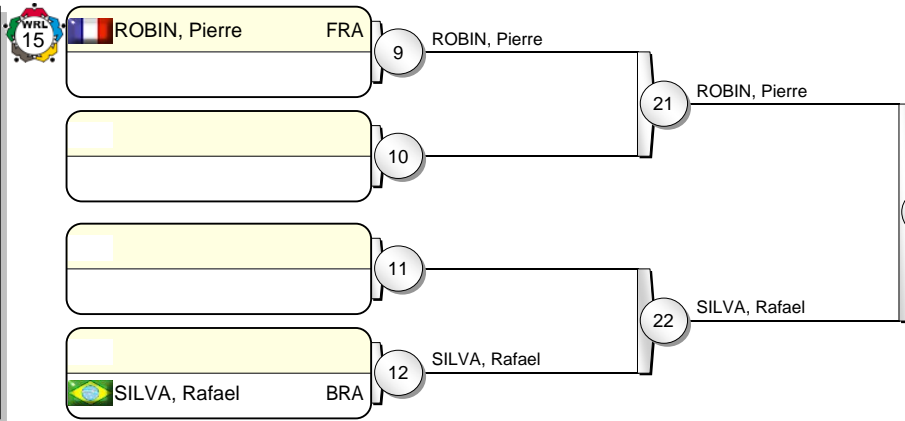 WRL
15
ROBIN, Pierre FRA
9
ROBIN, Pierre
21
ROBIN, Pierre
10
11
22
SILVA, Rafael
12
SILVA, Rafael
SILVA, Rafael BRA